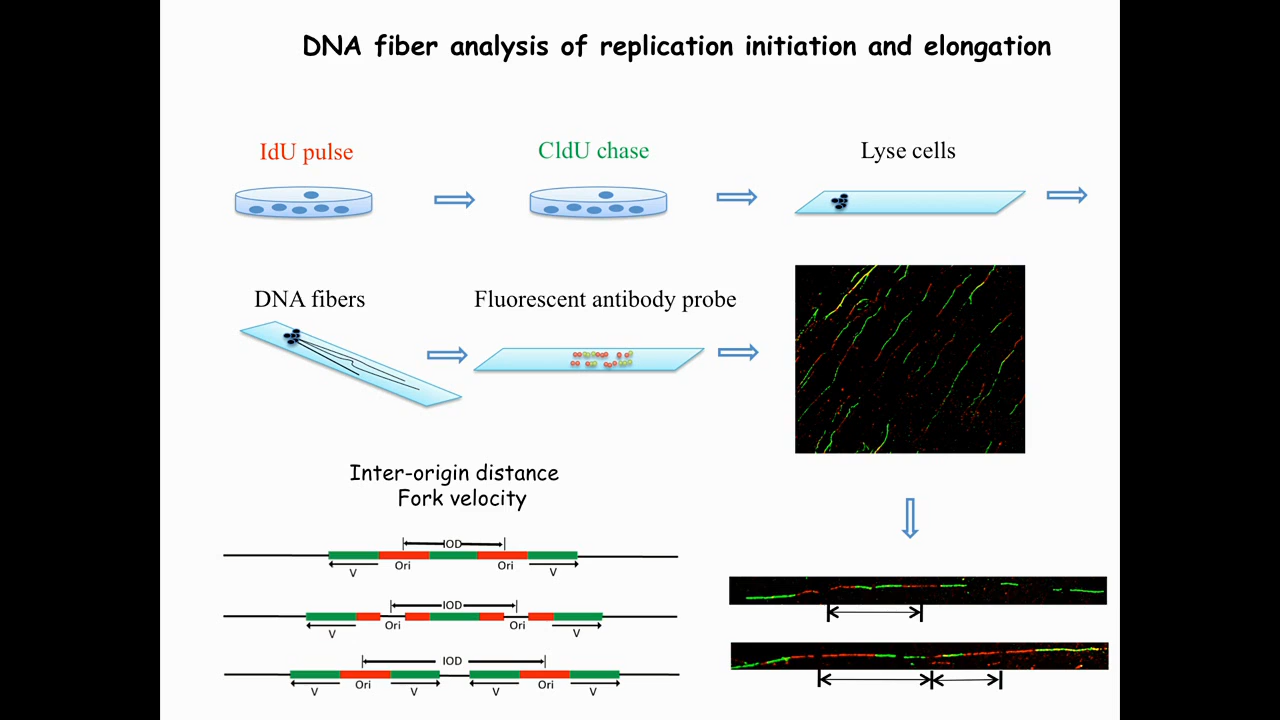 DNA fiber analysis of replication initiation and elongation
IdU pulse
CldU chase
Lyse cells
DNA fibers
Fluorescent antibody probe
Inter-origin distance
Fork velocity
IOD
Ori
Ori
V
V
IOD
Ori
Ori
V
V
IOD
Ori
Ori
V
V
V
V